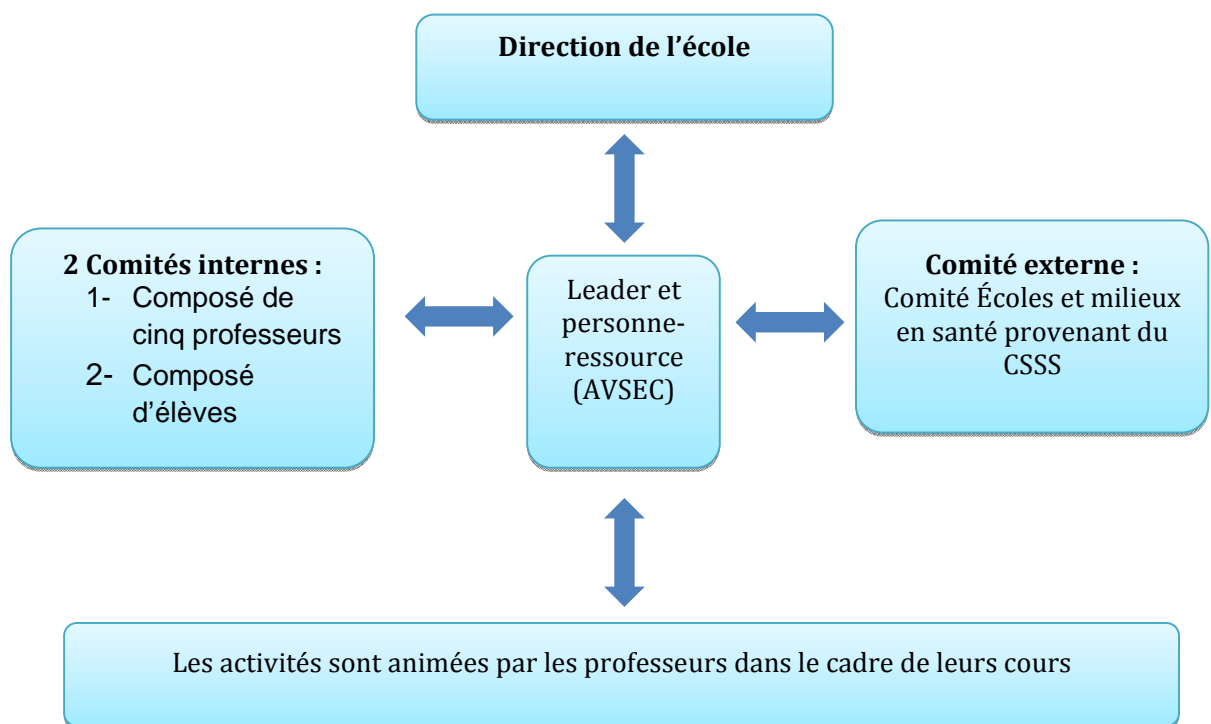 Direction de l’école
2 Comités internes :
1- Composé de
cinq professeurs
2- Composé
d’élèves
Leader et
personne-
ressource
(AVSEC)
Comité externe :
Comité Écoles et milieux
en santé provenant du
CSSS
Les activités sont animées par les professeurs dans le cadre de leurs cours